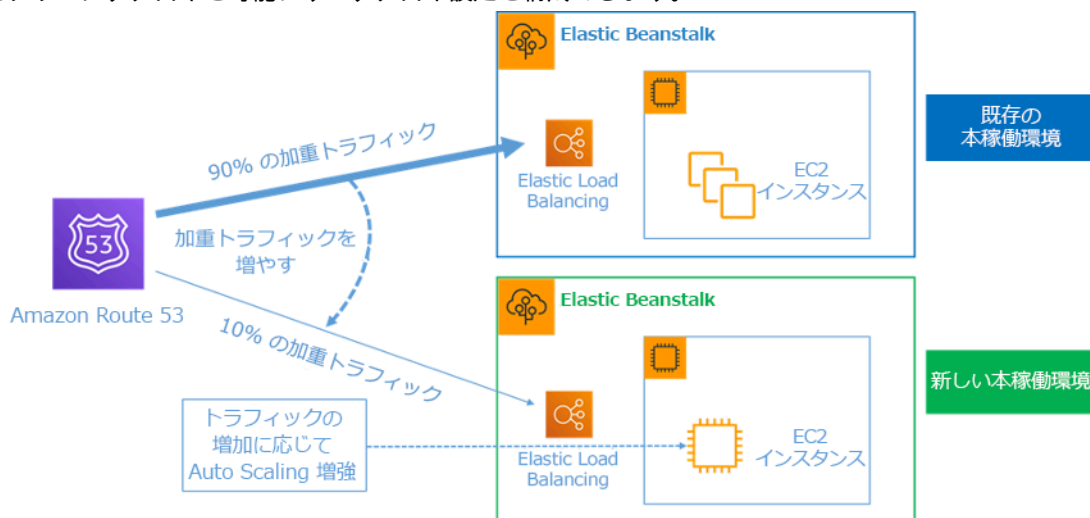 Elastic Beanstalk
90% の加重トラフィック
Elastic Load
Balancing
EC2
インスタンス
既存の
本稼働環境
53
加重トラフィックを
増やす
Amazon Route 53
10% の加重トラフィック
Elastic Beanstalk
新しい本稼働環境
トラフィックの
増加に応じて
Auto Scaling 増強
Elastic Load
Balancing
EC2
インスタンス